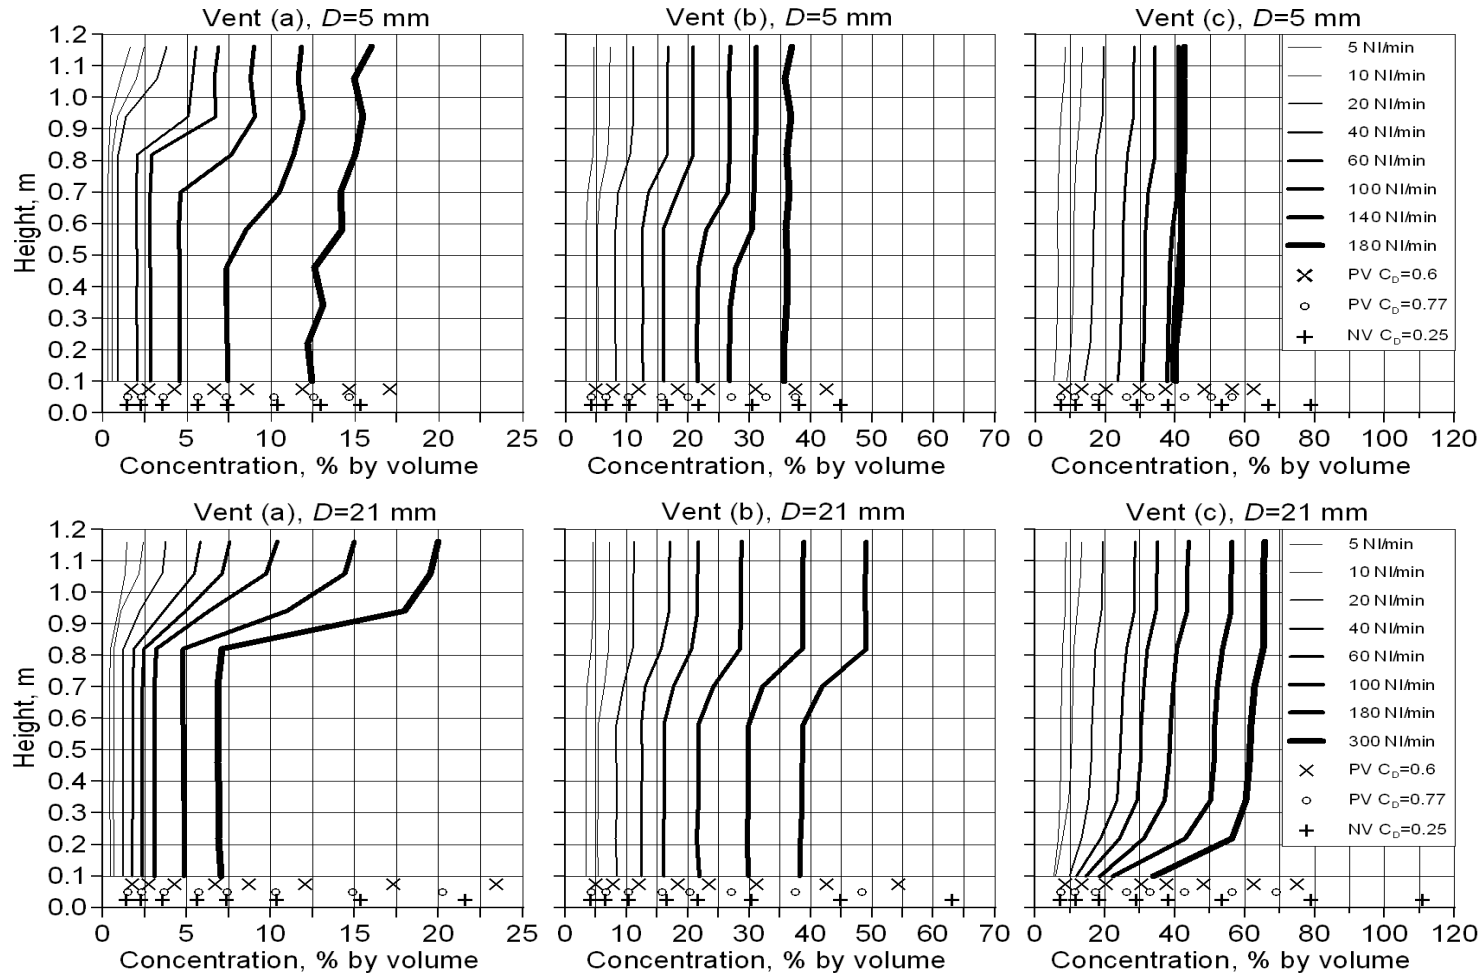 Vent (a), D=5 mm
Vent (b), D=5 mm
Vent (c), D=5 mm
Height, m
1.2
1.1
1.0
0.9
0.8
0.7
0.6
0.5
0.4
0.3
0.2
0.1
0.0
0 5 10 15 20 25
Concentration, % by volume
0 10 20 30 40 50 60 70
Concentration, % by volume
0 20 40 60 80 100 120
Concentration, % by volume
5 Nl/min
10 Nl/min
20 Nl/min
40 Nl/min
60 Nl/min
100 Nl/min
140 Nl/min
180 Nl/min
PV CD=0.6
PV CD=0.77
NV CD=0.25
Vent (a), D=21 mm
Vent (b), D=21 mm
Vent (c), D=21 mm
Height, m
1.2
1.1
1.0
0.9
0.8
0.7
0.6
0.5
0.4
0.3
0.2
0.1
0.0
0 5 10 15 20 25
Concentration, % by volume
0 10 20 30 40 50 60 70
Concentration, % by volume
0 20 40 60 80 100 120
Concentration, % by volume
5 Nl/min
10 Nl/min
20 Nl/min
40 Nl/min
60 Nl/min
100 Nl/min
180 Nl/min
300 Nl/min
PV CD=0.6
PV CD=0.77
NV CD=0.25